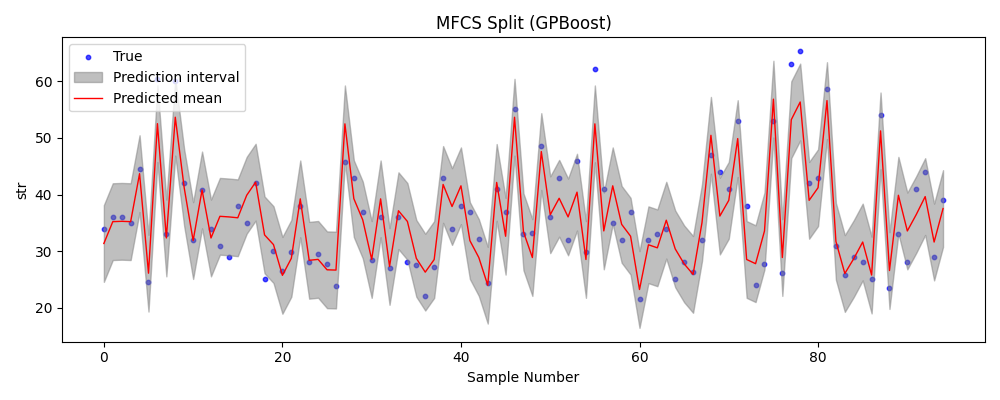 MFCS Split (GPBoost)
True
Prediction interval
Predicted mean
str
60
50
40
30
20
0
20
40
60
80
Sample Number